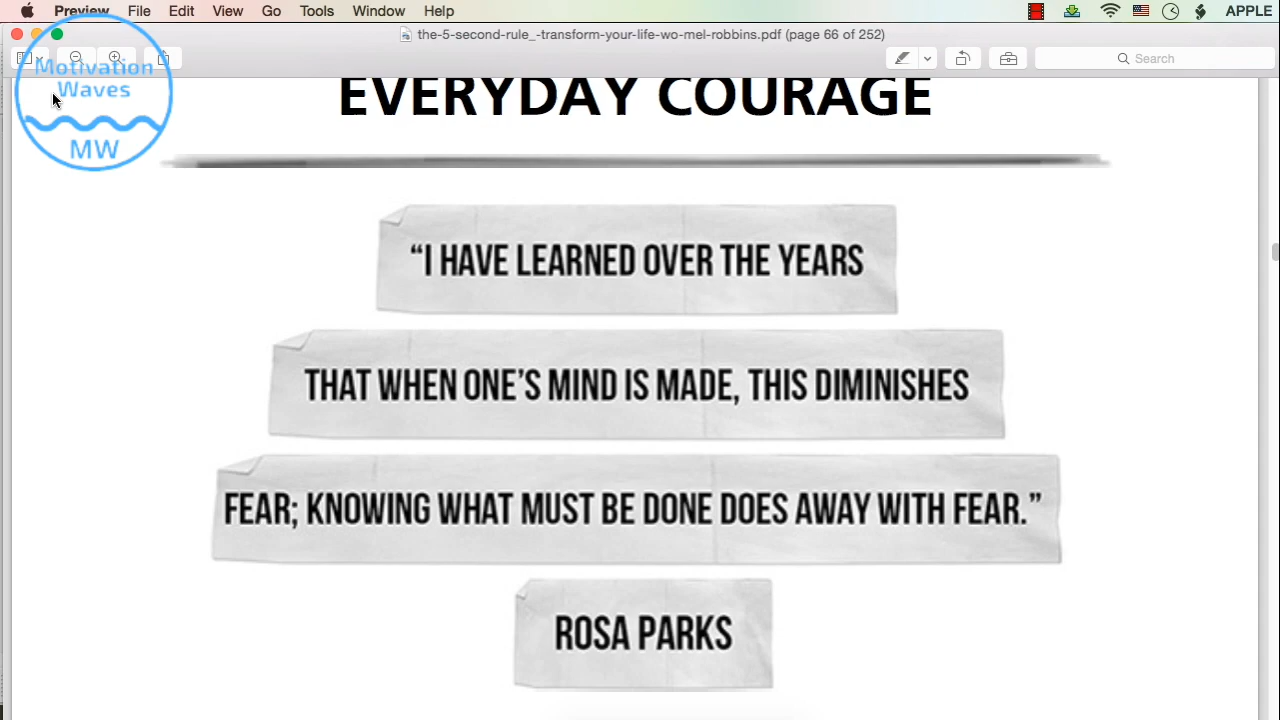 Preview File Edit View Go Tools Window Help APPLE
the-5-second-rule_-transform-your-life-wo-mel-robbins.pdf (page 66 of 252)
Search
Motivation
Waves
MW
EVERYDAY COURAGE
“I HAVE LEARNED OVER THE YEARS
THAT WHEN ONE’S MIND IS MADE, THIS DIMINISHES
FEAR; KNOWING WHAT MUST BE DONE DOES AWAY WITH FEAR.”
ROSA PARKS